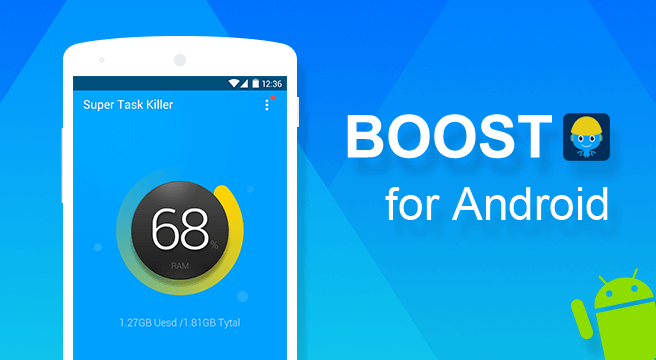 12:36
Super Task Killer
68%
RAM
1.27GB Uesd /1.81GB Tytal
BOOST
for Android